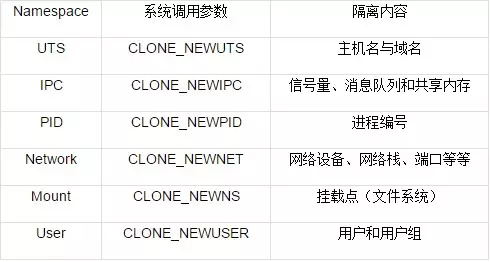 Namespace 系统调用参数 隔离内容
UTS CLONE_NEWUTS 主机名与域名
IPC CLONE_NEWIPC 信号量、消息队列和共享内存
PID CLONE_NEWPID 进程编号
Network CLONE_NEWNET 网络设备、网络栈、端口等等
Mount CLONE_NEWNS 挂载点（文件系统）
User CLONE_NEWUSER 用户和用户组